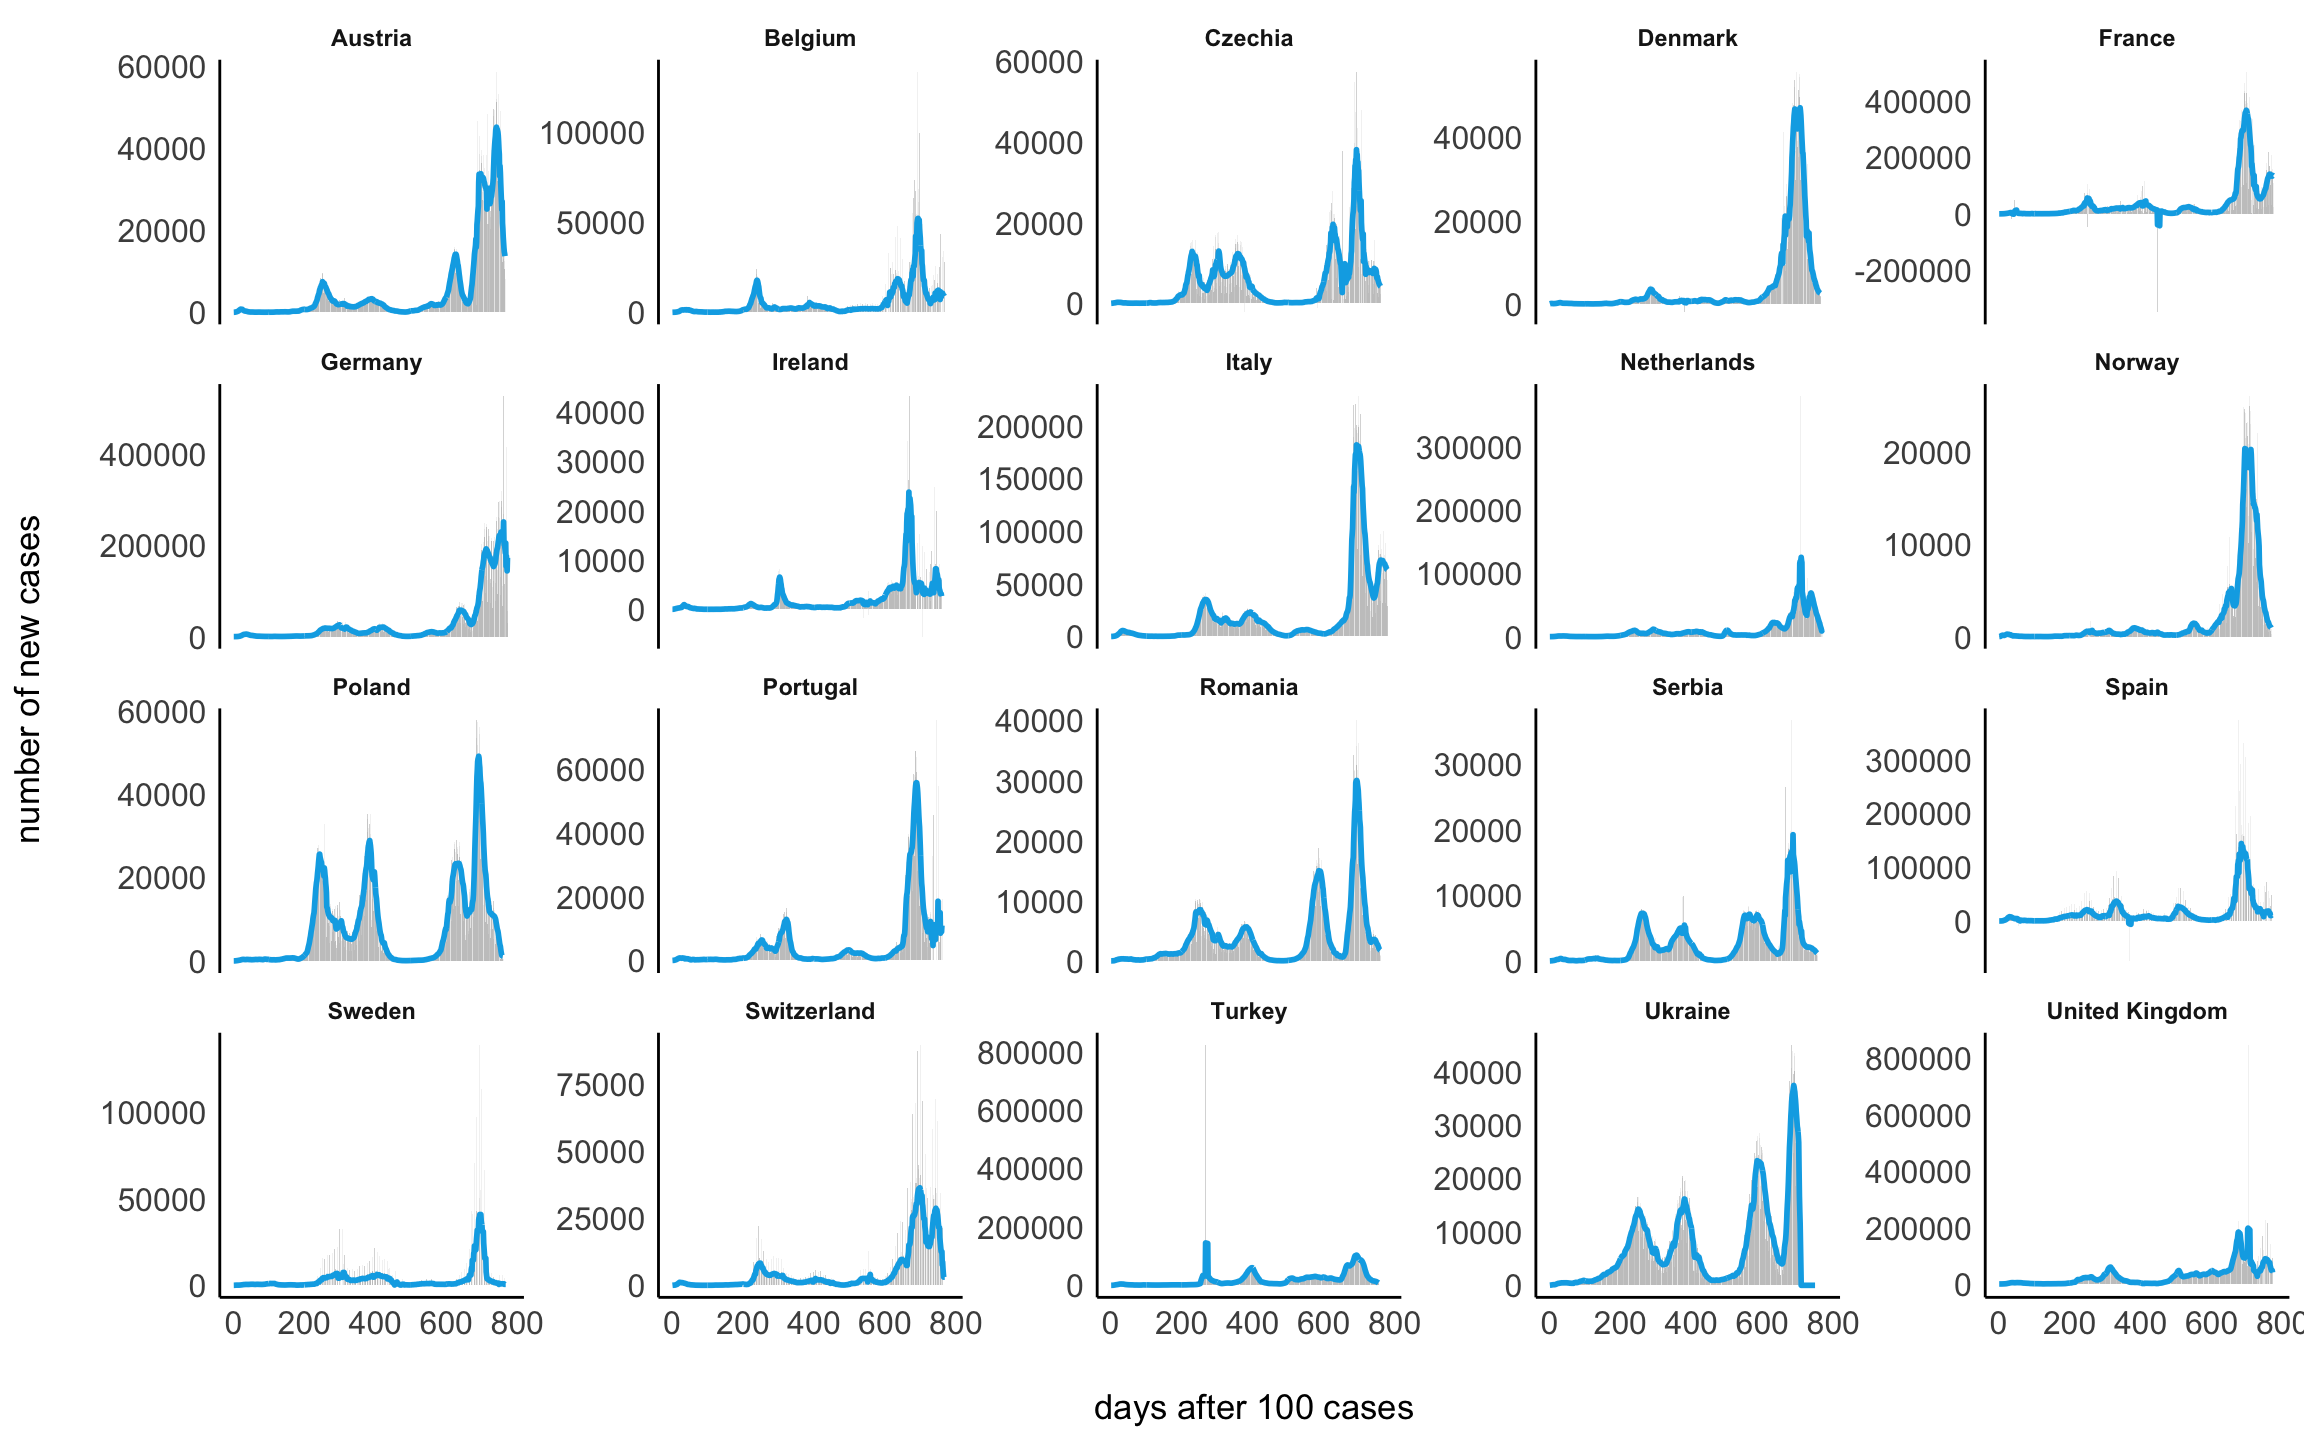 Austria Belgium Czechia Denmark France
60000 40000 20000 0
100000 50000 0
60000 40000 20000 0
40000 20000 0
400000 200000 0 -200000
Germany Ireland Italy Netherlands Norway
400000 200000 0
40000 30000 20000 10000 0
200000 150000 100000 50000 0
300000 200000 100000 0
20000 10000 0
number of new cases
Poland Portugal Romania Serbia Spain
60000 40000 20000 0
60000 40000 20000 0
40000 30000 20000 10000 0
30000 20000 10000 0
300000 200000 100000 0
Sweden Switzerland Turkey Ukraine United Kingdom
100000 50000 0
75000 50000 25000 0
800000 600000 400000 200000 0
40000 30000 20000 10000 0
800000 600000 400000 200000 0
0 200 400 600 800 0 200 400 600 800 0 200 400 600 800 0 200 400 600 800 0 200 400 600 800
days after 100 cases